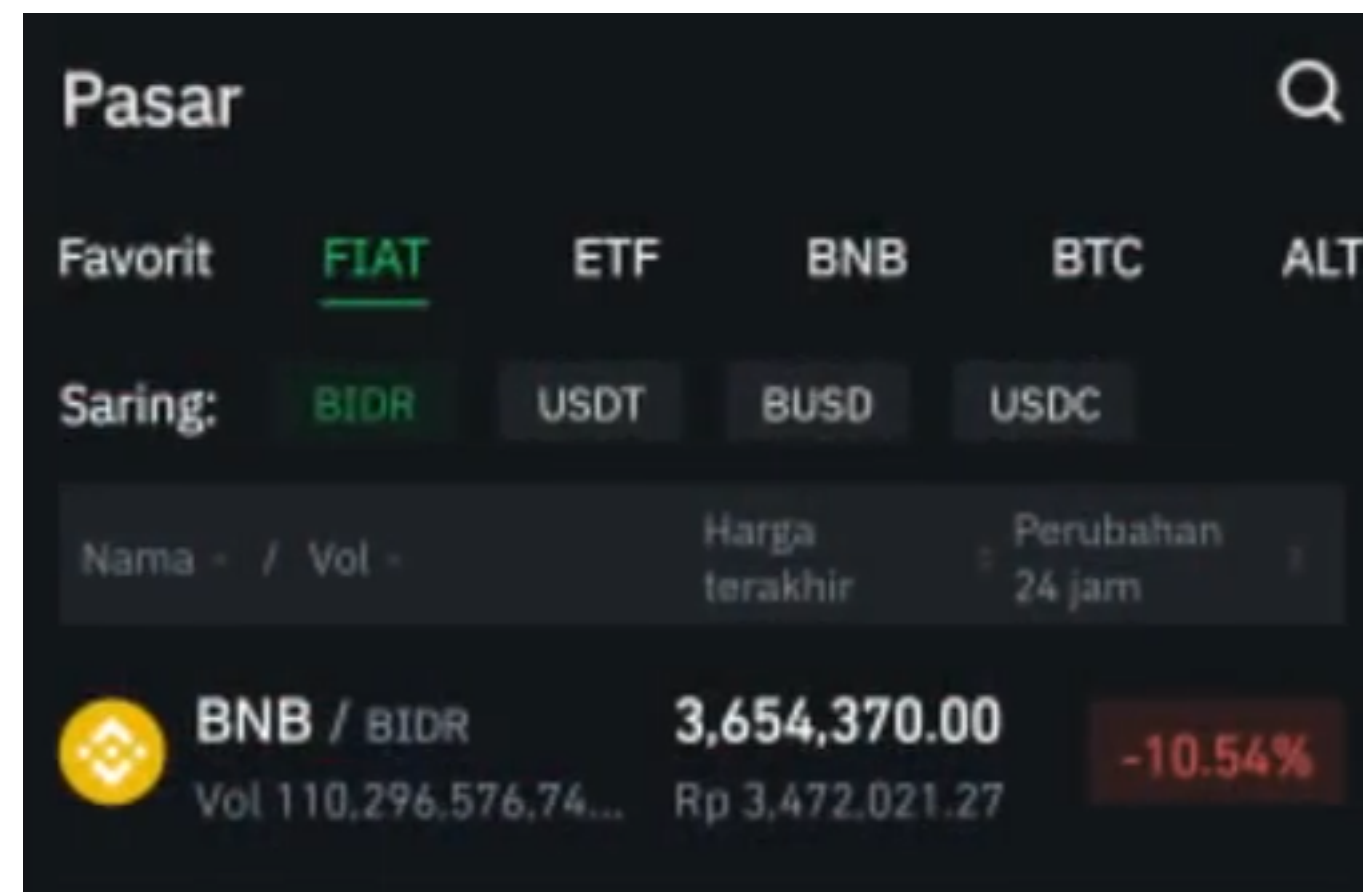 Pasar
Favorit FIAT ETF BNB BTC ALT
Saring: BIDR USDT BUSD USDC
Nama / Vol Harga terakhir Perubahan 24 jam
BNB / BIDR 3,654,370.00 -10.54%
Vol 110,296,576,74... Rp 3,472,021.27